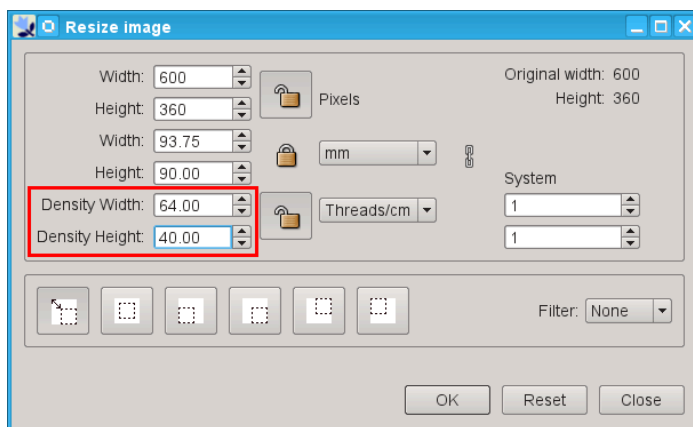 Resize image
Width: 600
Height: 360
Pixels
Original width: 600
Height: 360
Width: 93.75
Height: 90.00
mm
Density Width: 64.00
Density Height: 40.00
Threads/cm
System
1
1
Filter: None
OK Reset Close